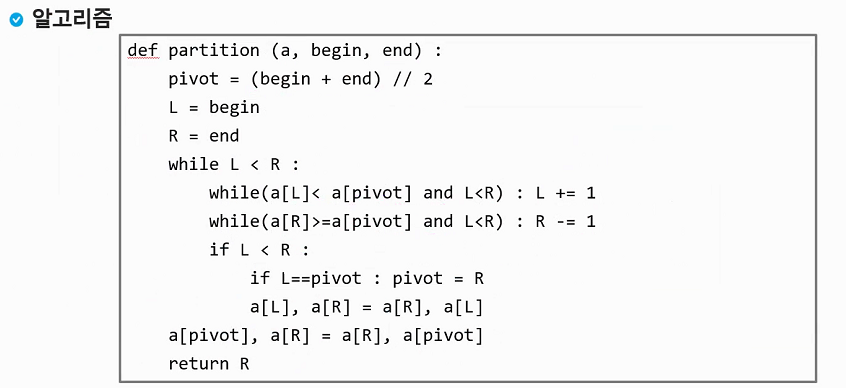 알고리즘
def partition (a, begin, end) :
    pivot = (begin + end) // 2
    L = begin
    R = end
    while L < R :
        while(a[L]< a[pivot] and L<R) : L += 1
        while(a[R]>=a[pivot] and L<R) : R -= 1
        if L < R :
            if L==pivot : pivot = R
            a[L], a[R] = a[R], a[L]
    a[pivot], a[R] = a[R], a[pivot]
    return R